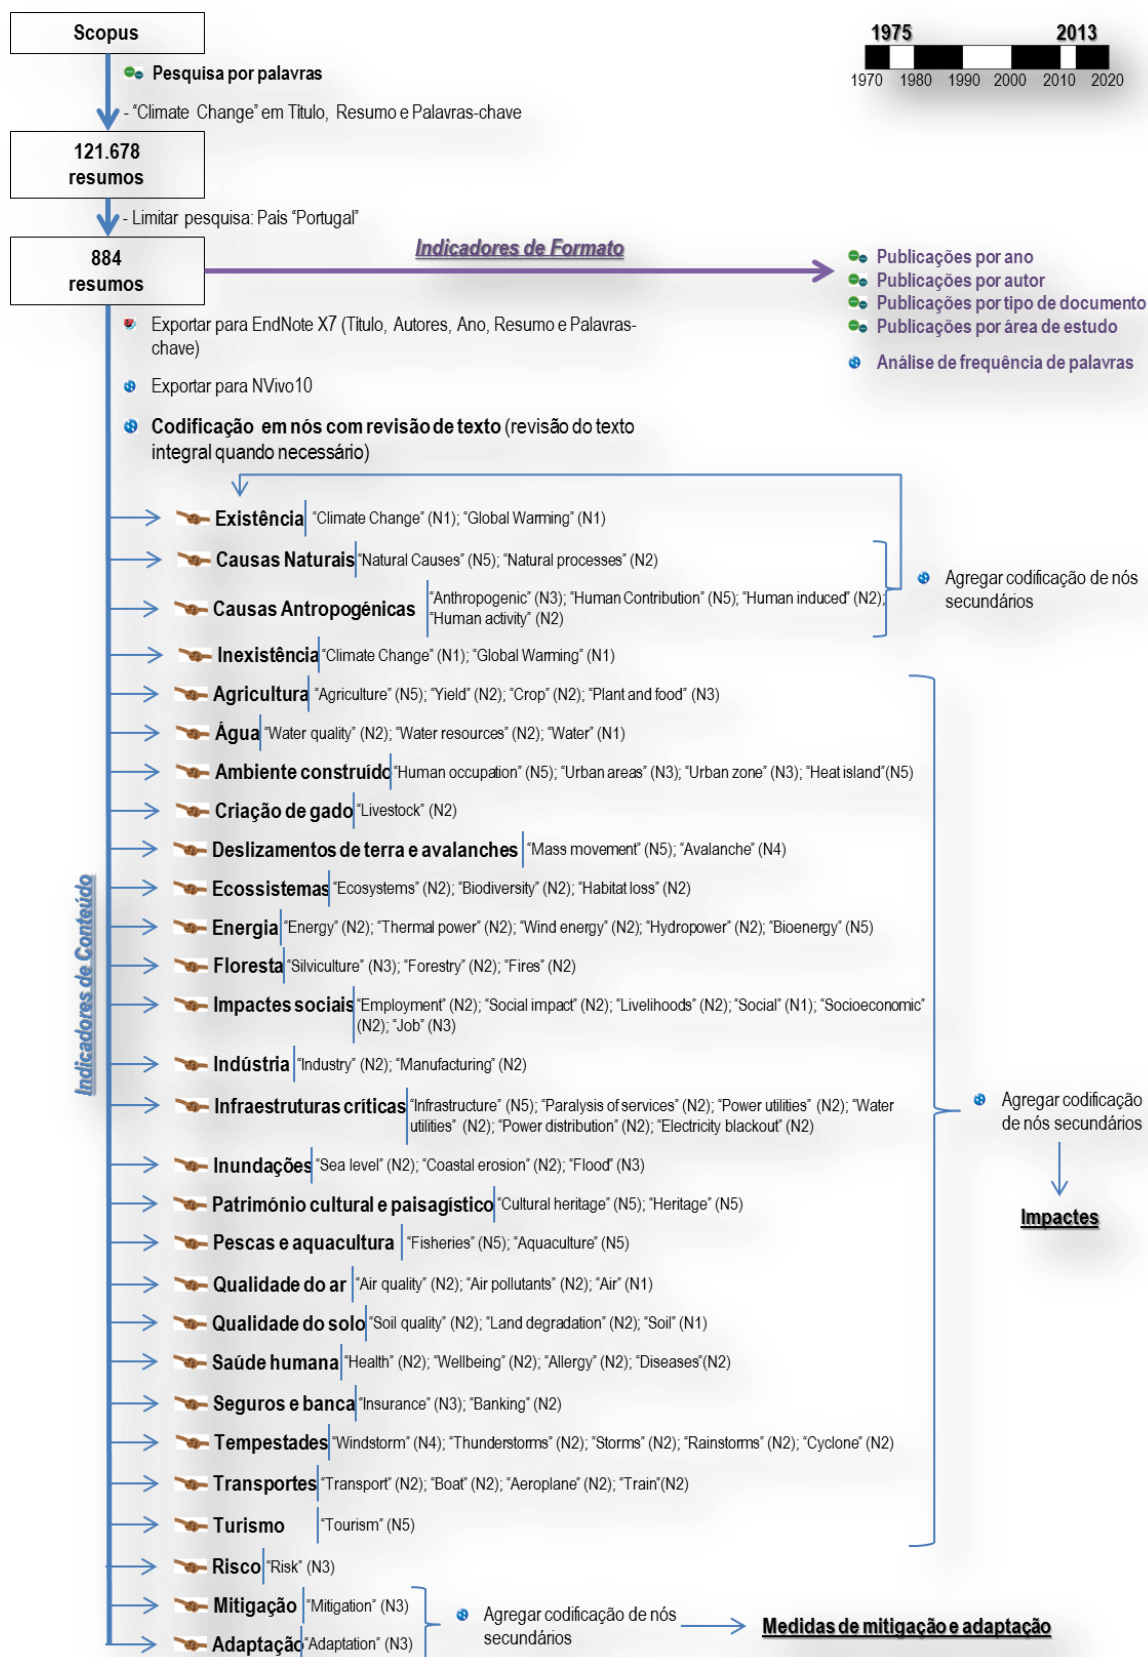 Scopus
1975 2013
1970 1980 1990 2000 2010 2020
Pesquisa por palavras
- “Climate Change” em Titulo, Resumo e Palavras-chave
121.678
resumos
- Limitar pesquisa: País “Portugal”
884
resumos
Indicadores de Formato
Publicações por ano
Publicações por autor
Publicações por tipo de documento
Publicações por área de estudo
Análise de frequência de palavras
Exportar para EndNote X7 (Titulo, Autores, Ano, Resumo e Palavras-
chave)
Exportar para NVivo10
Codificação em nós com revisão de texto (revisão do texto
integral quando necessário)
Existência “Climate Change” (N1); “Global Warming” (N1)
Causas Naturais “Natural Causes” (N5); “Natural processes” (N2)
Causas Antropogénicas “Anthropogenic” (N3); “Human Contribution” (N5); “Human induced” (N2);
“Human activity” (N2)
Agregar codificação de nós
secundários
Inexistência “Climate Change” (N1); “Global Warming” (N1)
Agricultura “Agriculture” (N5); “Yield” (N2); “Crop” (N2); “Plant and food” (N3)
Água “Water quality” (N2); “Water resources” (N2); “Water” (N1)
Ambiente construído “Human occupation” (N5); “Urban areas” (N3); “Urban zone” (N3); “Heat island”(N5)
Criação de gado “Livestock” (N2)
Deslizamentos de terra e avalanches “Mass movement” (N5); “Avalanche” (N4)
Ecossistemas “Ecosystems” (N2); “Biodiversity” (N2); “Habitat loss” (N2)
Energia “Energy” (N2); “Thermal power” (N2); “Wind energy” (N2); “Hydropower” (N2); “Bioenergy” (N5)
Floresta “Silviculture” (N3); “Forestry” (N2); “Fires” (N2)
Impactes sociais “Employment” (N2); “Social impact” (N2); “Livelihoods” (N2); “Social” (N1); “Socioeconomic”
(N2); “Job” (N3)
Indústria “Industry” (N2); “Manufacturing” (N2)
Infraestruturas críticas “Infrastructure” (N5); “Paralysis of services” (N2); “Power utilities” (N2); “Water
utilities” (N2); “Power distribution” (N2); “Electricity blackout” (N2)
Agregar codificação
de nós secundários
Impactes
Inundações “Sea level” (N2); “Coastal erosion” (N2); “Flood” (N3)
Património cultural e paisagístico “Cultural heritage” (N5); “Heritage” (N5)
Pescas e aquacultura “Fisheries” (N5); “Aquaculture” (N5)
Qualidade do ar “Air quality” (N2); “Air pollutants” (N2); “Air” (N1)
Qualidade do solo “Soil quality” (N2); “Land degradation” (N2); “Soil” (N1)
Saúde humana “Health” (N2); “Wellbeing” (N2); “Allergy” (N2); “Diseases”(N2)
Seguros e banca “Insurance” (N3); “Banking” (N2)
Tempestades “Windstorm” (N4); “Thunderstorms” (N2); “Storms” (N2); “Rainstorms” (N2); “Cyclone” (N2)
Transportes “Transport” (N2); “Boat” (N2); “Aeroplane” (N2); “Train”(N2)
Turismo “Tourism” (N5)
Risco “Risk” (N3)
Mitigação “Mitigation” (N3)
Adaptação “Adaptation” (N3)
Agregar codificação de nós
secundários
Medidas de mitigação e adaptação
Indicadores de Conteúdo